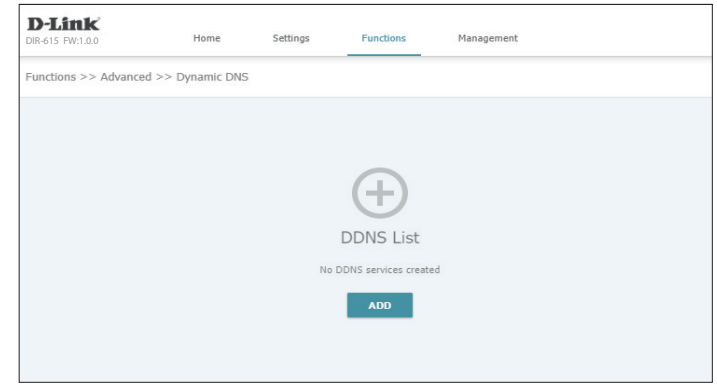 D-Link
DIR-615 FW:1.0.0
Home Settings Functions Management
Functions >> Advanced >> Dynamic DNS
DDNS List
No DDNS services created
ADD